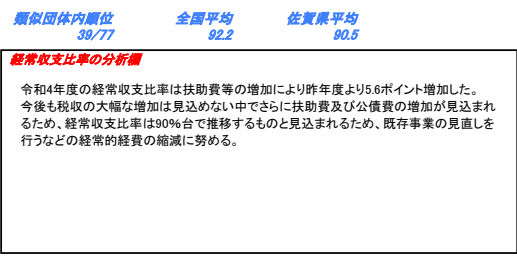 類似団体内順位 全国平均 佐賀県平均
39/77 92.2 90.5
経常収支比率の分析欄
令和4年度の経常収支比率は扶助費等の増加により昨年度より5.6ポイント増加した。
今後も税収の大幅な増加は見込めない中でさらに扶助費及び公債費の増加が見込まれ
るため、経常収支比率は90%台で推移するものと見込まれるため、既存事業の見直しを
行うなどの経常的経費の縮減に努める。